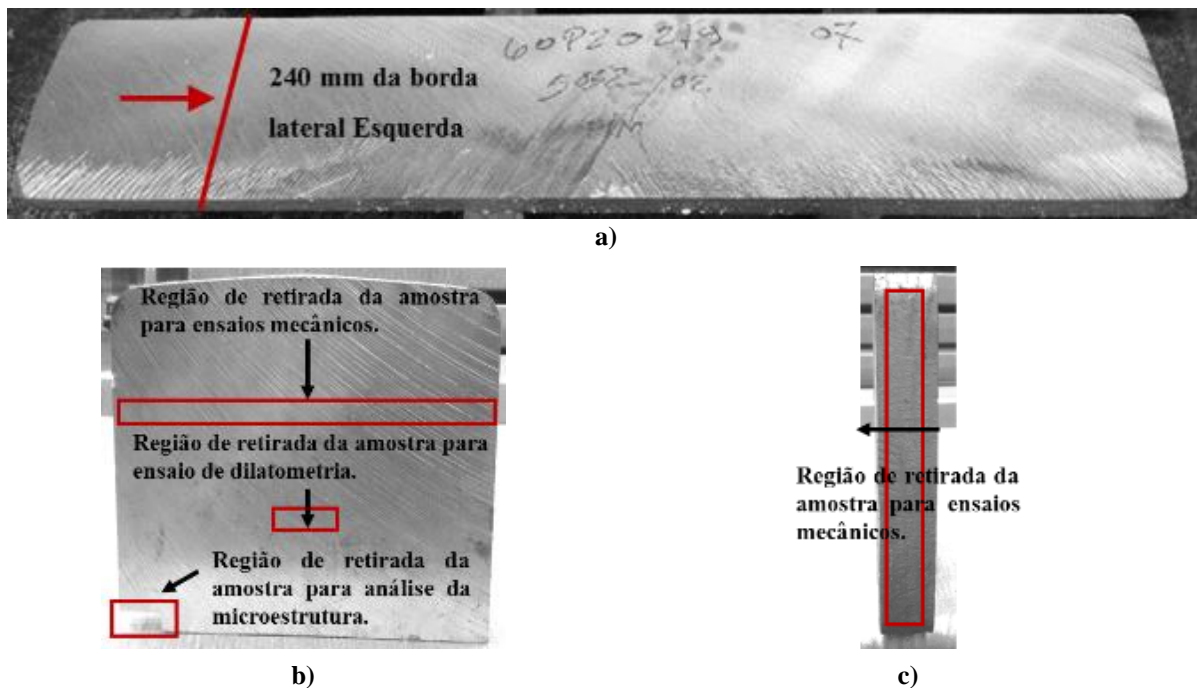 07
240 mm da borda
lateral Esquerda
a)
Região de retirada da amostra
para ensaios mecânicos.
Região de retirada da amostra para
ensaio de dilatometria.
Região de retirada da
amostra para análise da
microestrutura.
b)
Região de retirada da
amostra para ensaios
mecânicos.
c)